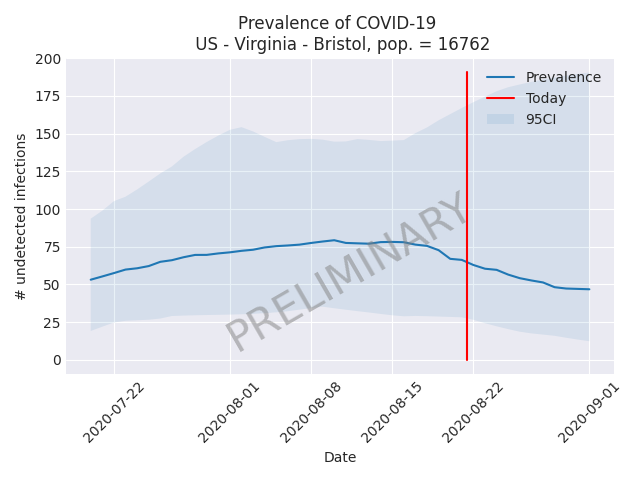 Prevalence of COVID-19
US - Virginia - Bristol, pop. = 16762
# undetected infections
200
175
150
125
100
75
50
25
0
Prevalence
Today
95CI
PRELIMINARY
2020-07-22
2020-08-01
2020-08-08
2020-08-15
2020-08-22
2020-09-01
Date